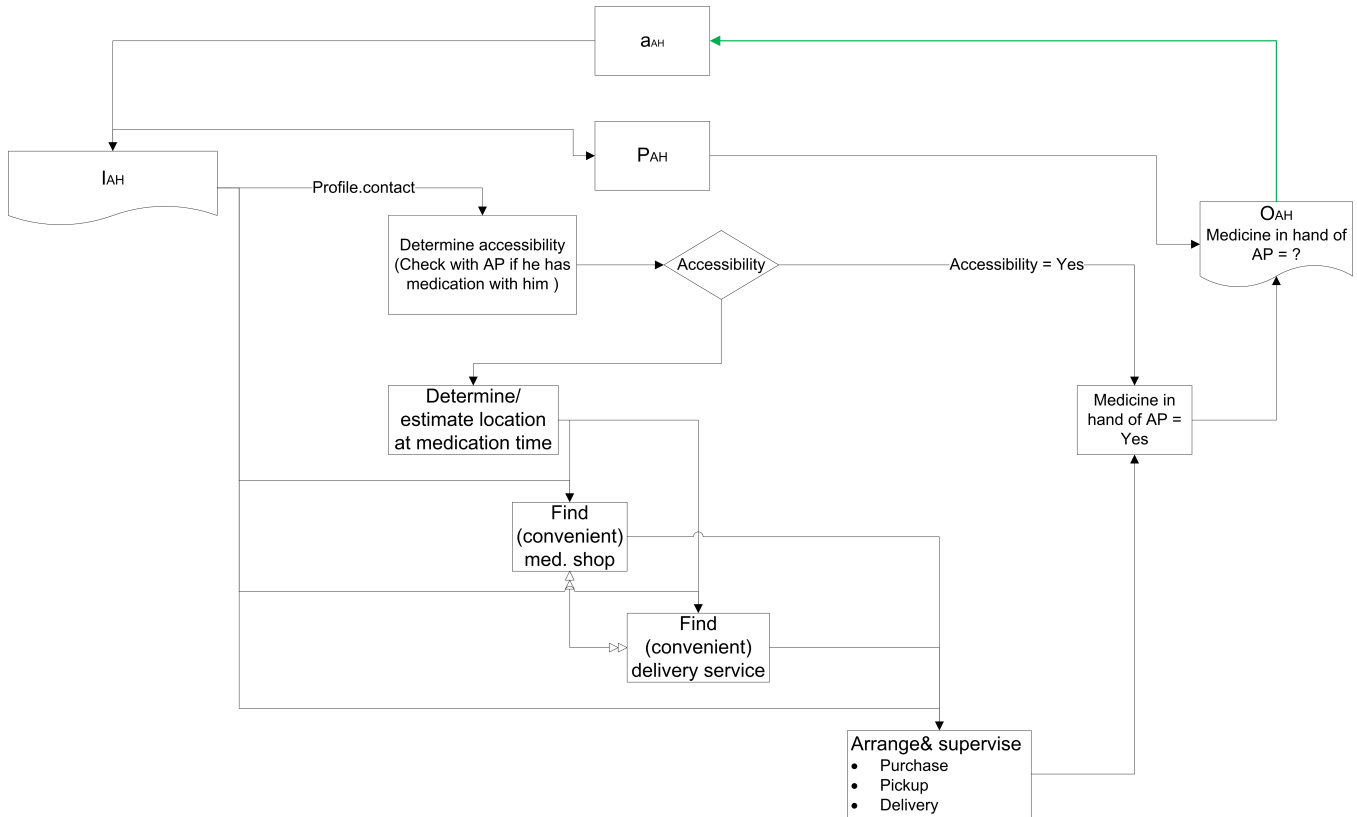 aAH
PAH
IAH
Profile.contact
Determine accessibility
(Check with AP if he has
medication with him )
Accessibility
Accessibility = Yes
OAH
Medicine in hand of
AP = ?
Determine/
estimate location
at medication time
Medicine in
hand of AP =
Yes
Find
(convenient)
med. shop
Find
(convenient)
delivery service
Arrange& supervise
• Purchase
• Pickup
• Delivery